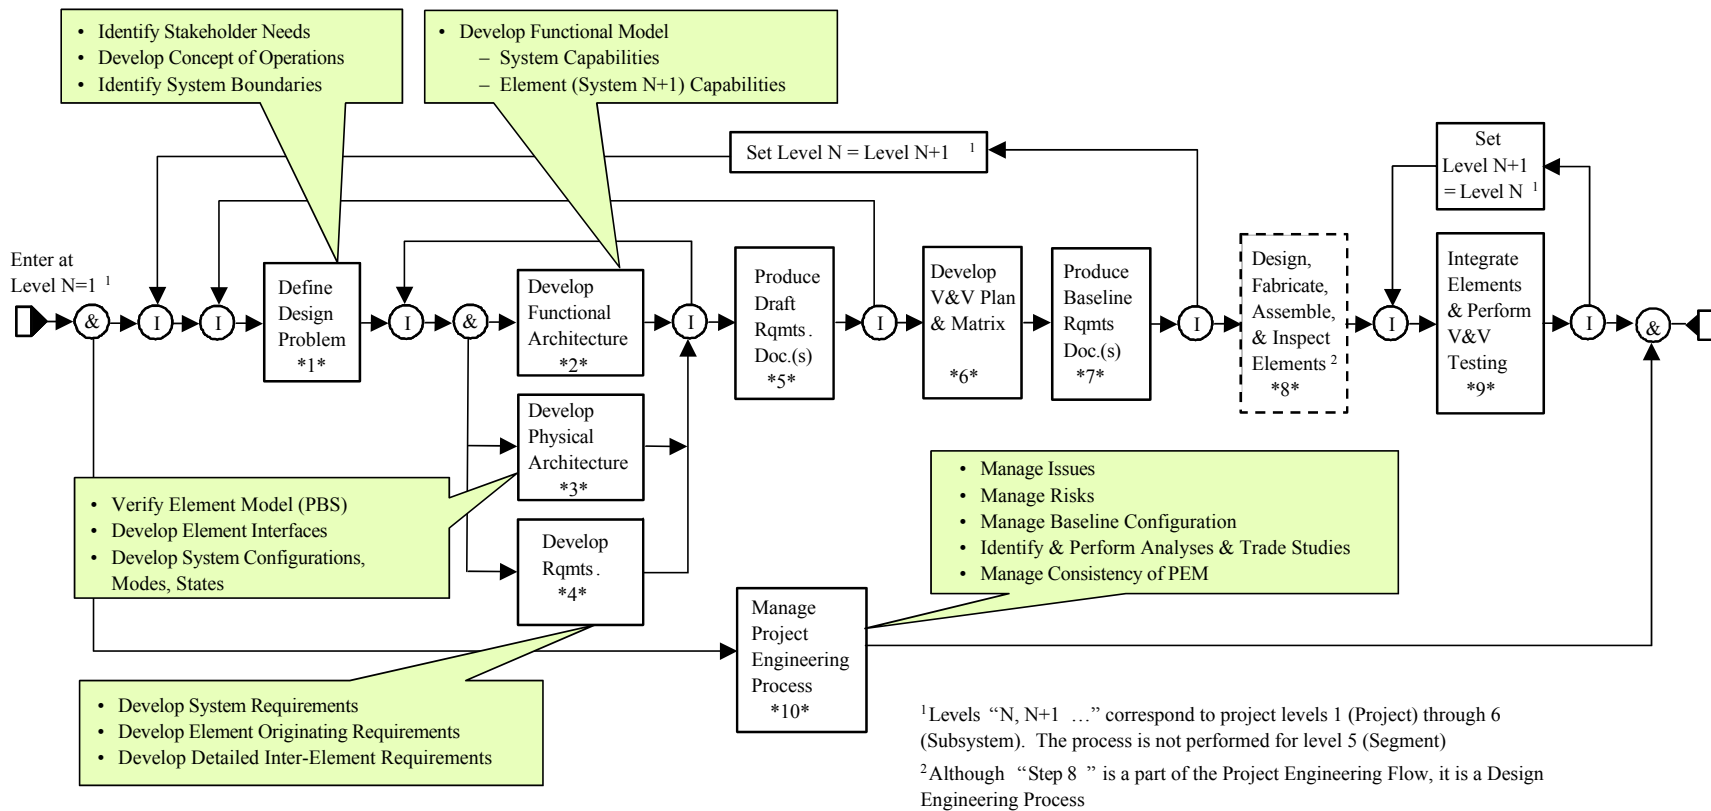 • Identify Stakeholder Needs
• Develop Concept of Operations
• Identify System Boundaries
• Develop Functional Model
– System Capabilities
– Element (System N+1) Capabilities
Set Level N = Level N+1 1
Set
Level N+1
= Level N 1
Enter at
Level N=1 1
&
I
I
Define
Design
Problem
*1*
I
&
Develop
Functional
Architecture
*2*
I
Produce
Draft
Rqmts.
Doc.(s)
*5*
I
Develop
V&V Plan
& Matrix
*6*
Produce
Baseline
Rqmts
Doc.(s)
*7*
I
Design,
Fabricate,
Assemble,
& Inspect
Elements 2
*8*
I
Integrate
Elements
& Perform
V&V
Testing
*9*
I
&
Develop
Physical
Architecture
*3*
• Verify Element Model (PBS)
• Develop Element Interfaces
• Develop System Configurations,
Modes, States
Develop
Rqmts.
*4*
• Manage Issues
• Manage Risks
• Manage Baseline Configuration
• Identify & Perform Analyses & Trade Studies
• Manage Consistency of PEM
Manage
Project
Engineering
Process
*10*
• Develop System Requirements
• Develop Element Originating Requirements
• Develop Detailed Inter-Element Requirements
1 Levels “N, N+1 …” correspond to project levels 1 (Project) through 6
(Subsystem). The process is not performed for level 5 (Segment)
2 Although “Step 8 ” is a part of the Project Engineering Flow, it is a Design
Engineering Process